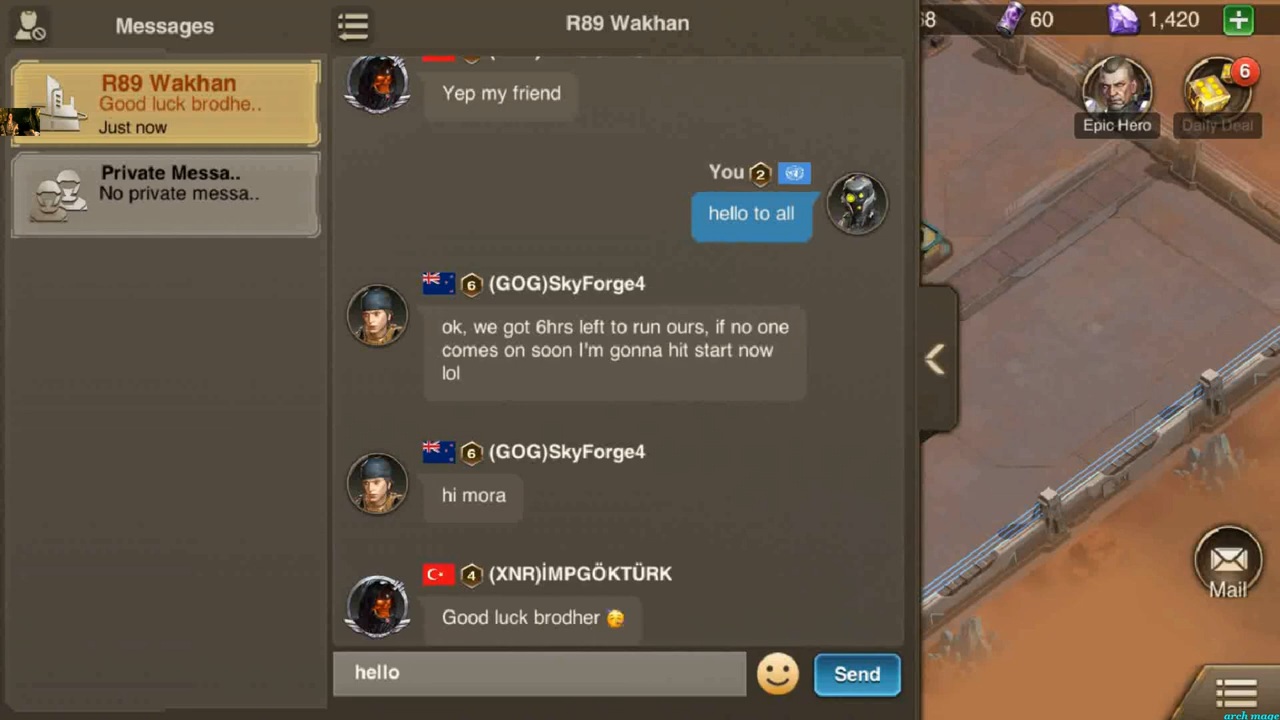 Messages
R89 Wakhan
Good luck brodhe..
Just now
Private Messa..
No private messa..
R89 Wakhan
Yep my friend
You 2
hello to all
6 (GOG)SkyForge4
ok, we got 6hrs left to run ours, if no one
comes on soon I'm gonna hit start now
lol
6 (GOG)SkyForge4
hi mora
4 (XNR)İMPGÖKTÜRK
Good luck brodher
hello
Send
60
1,420
Epic Hero
6
Daily Deal
Mail
arch mage